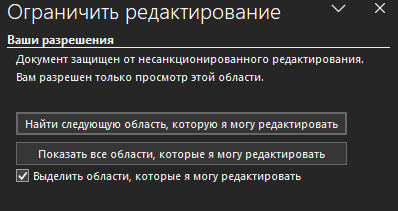 Ограничить редактирование
Ваши разрешения
Документ защищен от несанкционированного редактирования.
Вам разрешен только просмотр этой области.
Найти следующую область, которую я могу редактировать
Показать все области, которые я могу редактировать
Выделить области, которые я могу редактировать